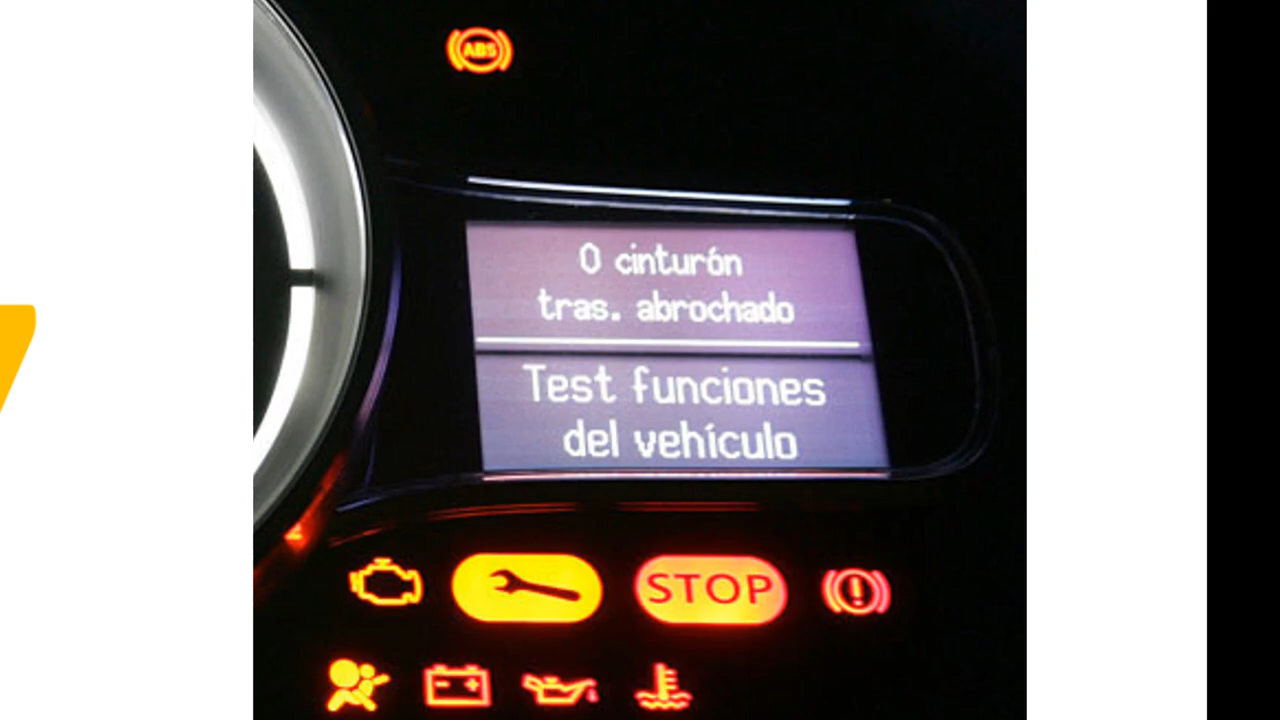 ABS
0 cinturón
tras. abrochado
Test funciones
del vehículo
STOP